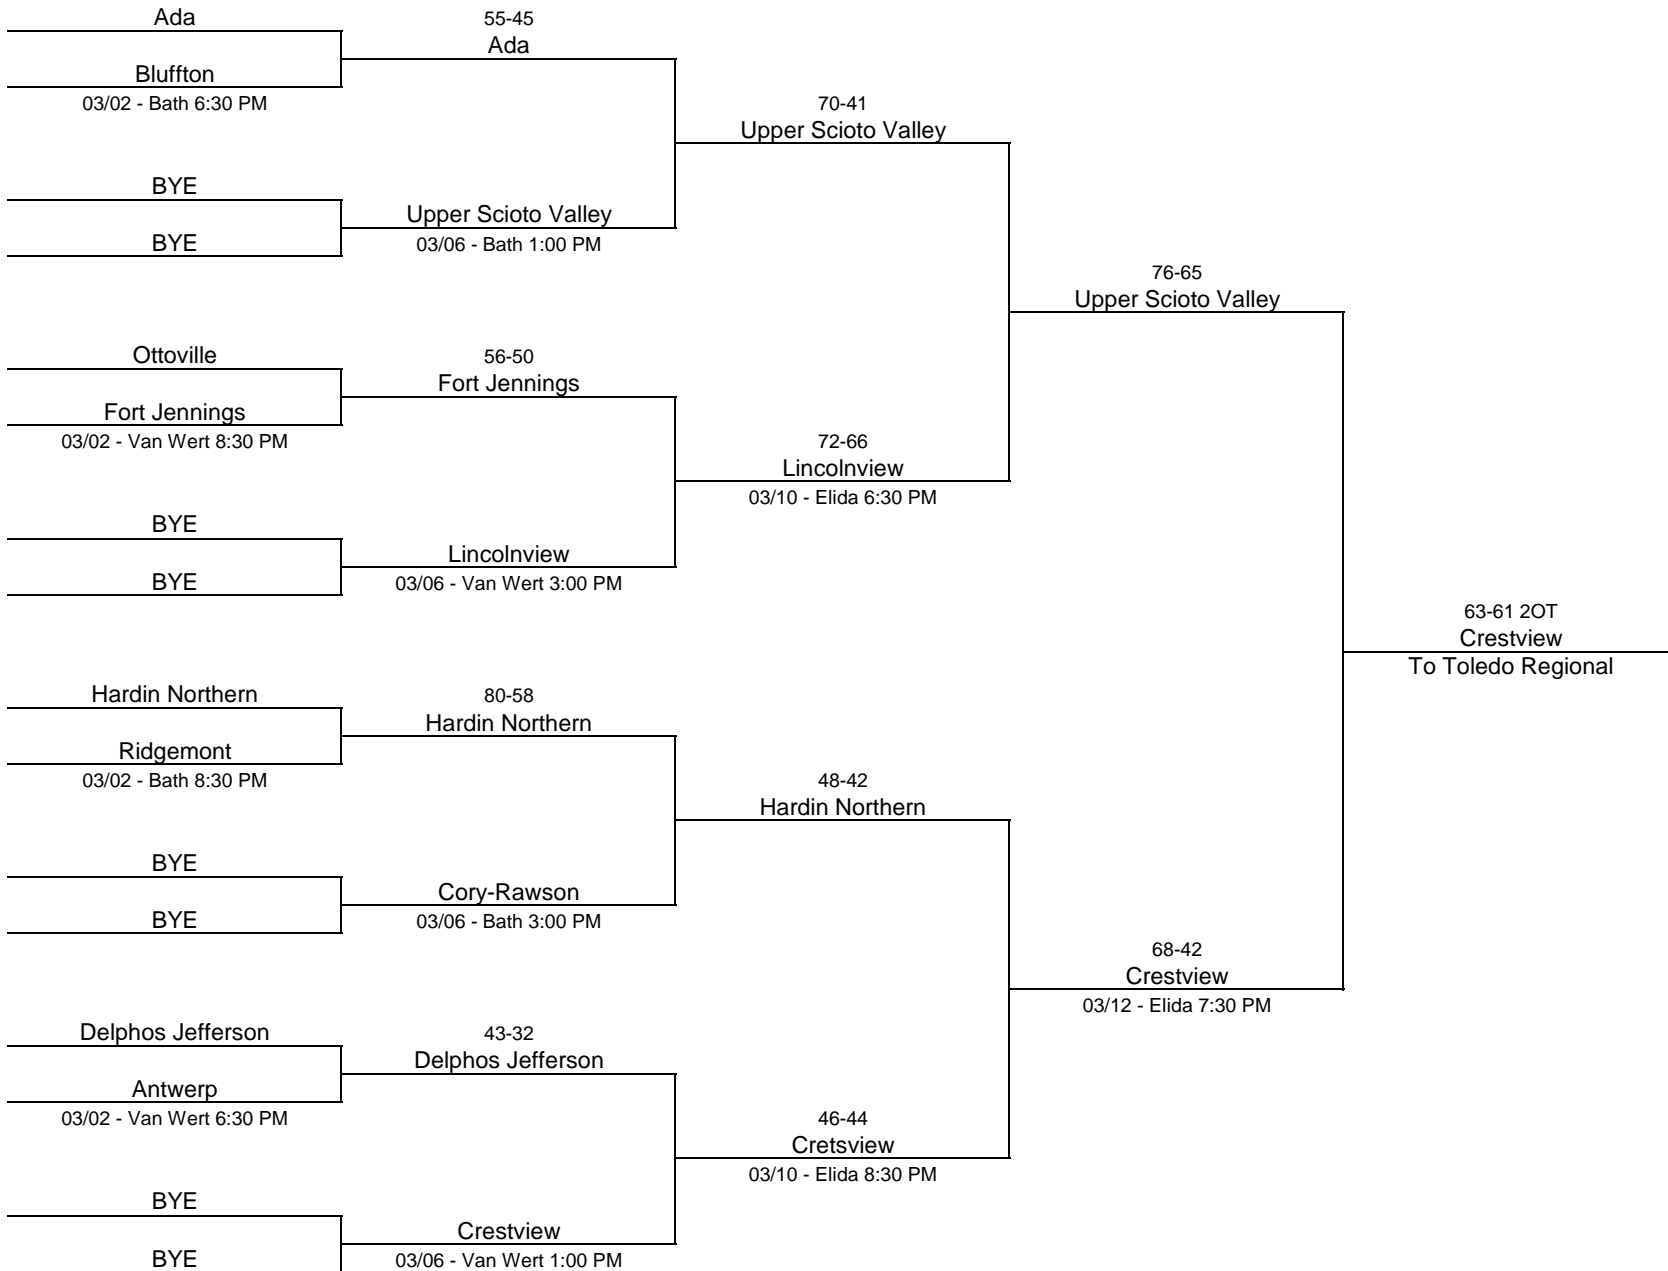 Ada
Bluffton
03/02 - Bath 6:30 PM
BYE
BYE
Ottoville
Fort Jennings
03/02 - Van Wert 8:30 PM
BYE
BYE
Hardin Northern
Ridgemont
03/02 - Bath 8:30 PM
BYE
BYE
Delphos Jefferson
Antwerp
03/02 - Van Wert 6:30 PM
BYE
BYE
55-45
Ada
Upper Scioto Valley
03/06 - Bath 1:00 PM
56-50
Fort Jennings
Lincolnview
03/06 - Van Wert 3:00 PM
80-58
Hardin Northern
Cory-Rawson
03/06 - Bath 3:00 PM
43-32
Delphos Jefferson
Crestview
03/06 - Van Wert 1:00 PM
70-41
Upper Scioto Valley
72-66
Lincolnview
03/10 - Elida 6:30 PM
48-42
Hardin Northern
46-44
Cretsview
03/10 - Elida 8:30 PM
76-65
Upper Scioto Valley
68-42
Crestview
03/12 - Elida 7:30 PM
63-61 2OT
Crestview
To Toledo Regional